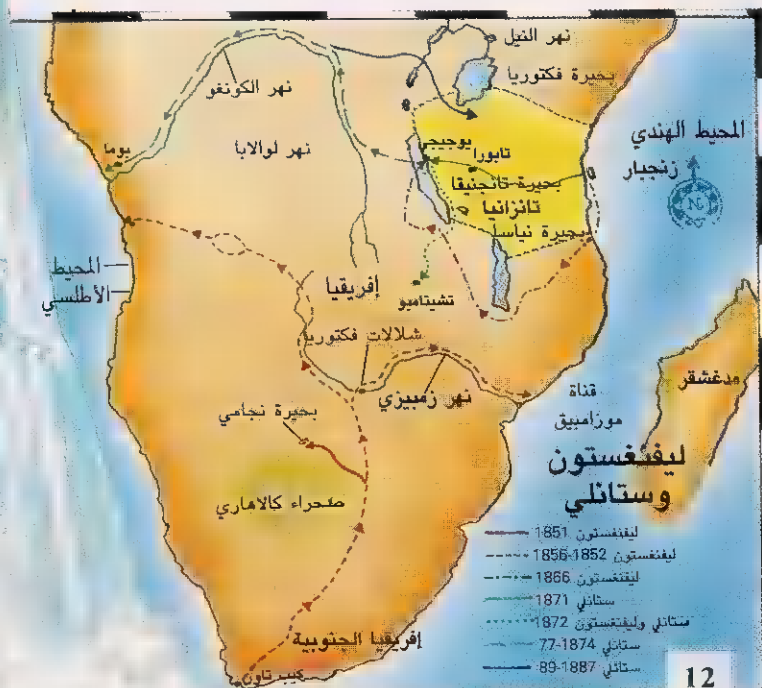 نهر النيل
بحيرة فكتوريا
نهر الكونغو
المحيط الهندي
زنجبار
N
بوما
نهر لوالابا
يوجيجي
تابورا
بحيرة تانجنيقا
تانزانيا
بحيرة نياسا
المحيط
الأطلسي
إفريقيا
تشيتامبو
شلالات فكتوريا
مدغشقر
نهر زمبيزي
قناة
موزامبيق
بحيرة نجامي
صحراء كالاهاري
ليفنغستون
وستانلي
ليفنغستون 1851
ليفنغستون 1852-1856
ليفنغستون 1866
ستانلي 1871
ستانلي وليفنغستون 1872
ستانلي 1874-77
ستانلي 1887-89
إفريقيا الجنوبية
كيب تاون
12